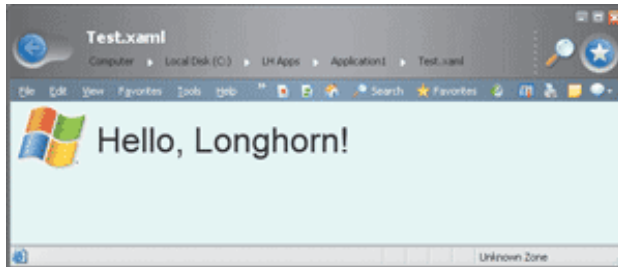 Test.xaml
Computer Local Disk (C:) LH Apps Application1 Test.xaml
File Edit View Favorites Tools Help " Search Favorites
Hello, Longhorn!
Unknown Zone